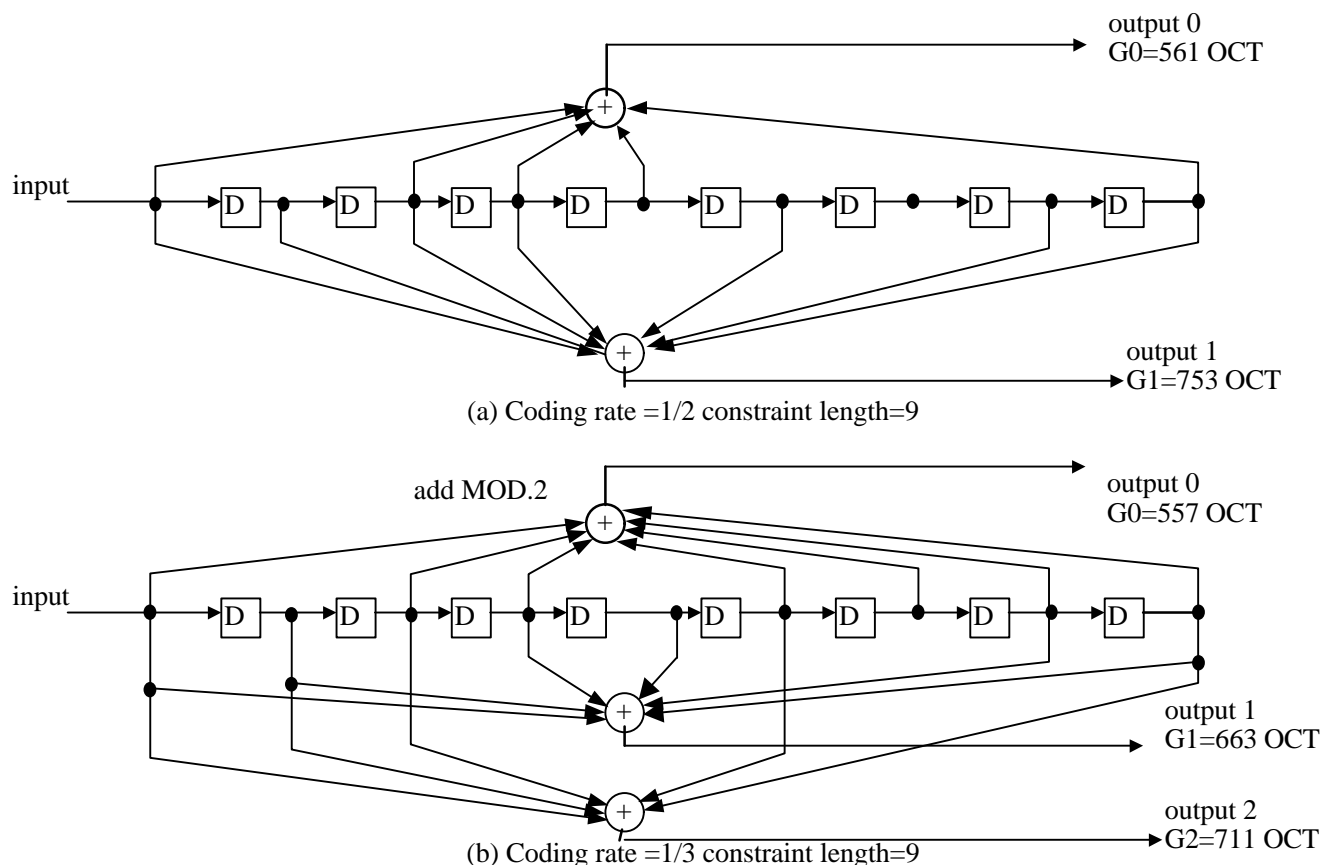 output 0
G0=561 OCT
+
input
D D D D D D D D
+
output 1
G1=753 OCT
(a) Coding rate =1/2 constraint length=9
output 0
G0=557 OCT
add MOD.2
+
input
D D D D D D D D
+
output 1
G1=663 OCT
+
output 2
G2=711 OCT
(b) Coding rate =1/3 constraint length=9